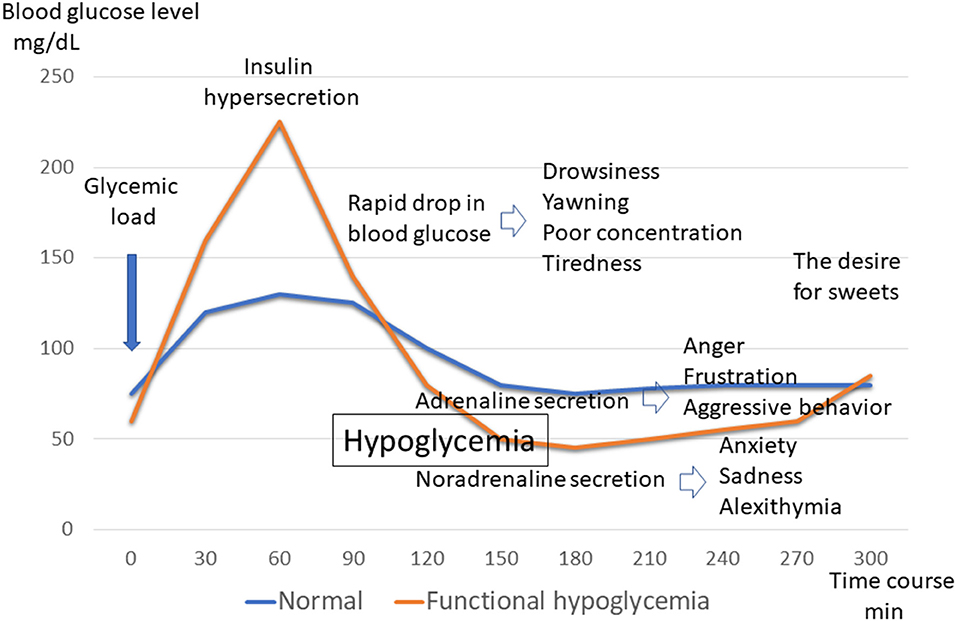 Blood glucose level
mg/dL
250
200
150
100
50
0
Insulin
hypersecretion
Glycemic
load
Rapid drop in
blood glucose
Drowsiness
Yawning
Poor concentration
Tiredness
The desire
for sweets
Adrenaline secretion
Anger
Frustration
Aggressive behavior
Hypoglycemia
Noradrenaline secretion
Anxiety
Sadness
Alexithymia
0 30 60 90 120 150 180 210 240 270 300
Time course
min
Normal
Functional hypoglycemia